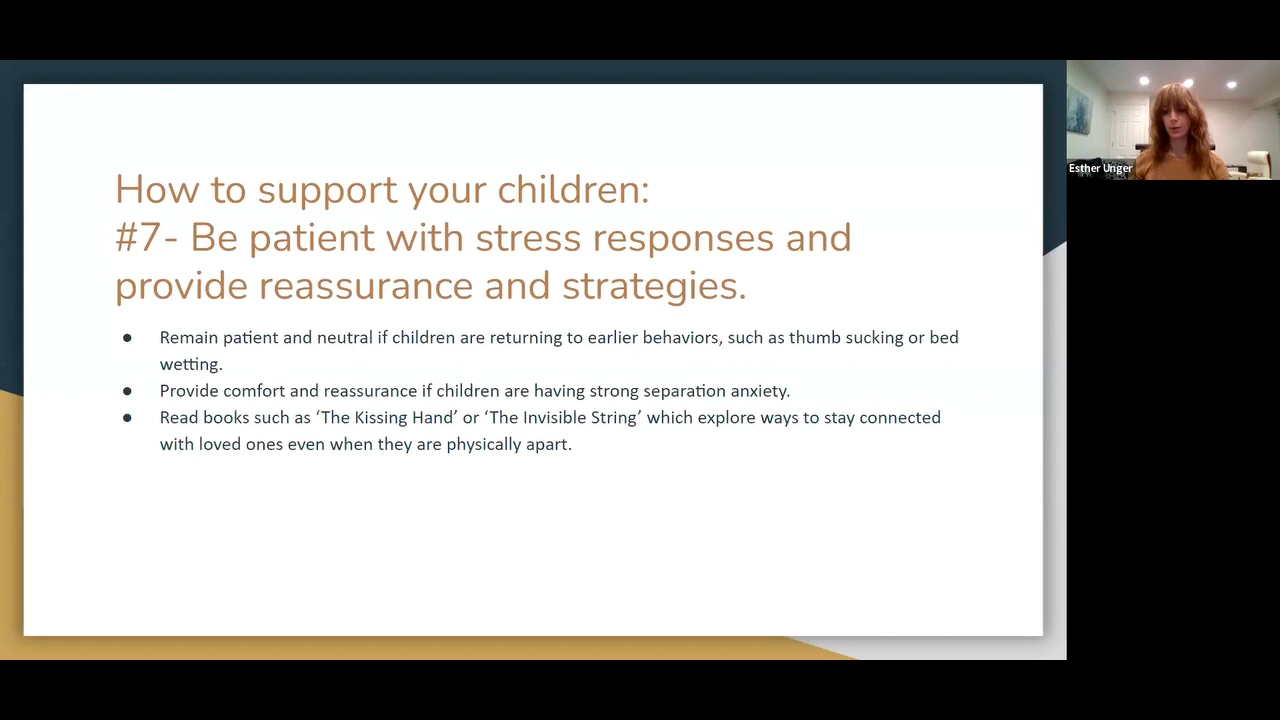 How to support your children:
#7- Be patient with stress responses and
provide reassurance and strategies.
● Remain patient and neutral if children are returning to earlier behaviors, such as thumb sucking or bed
wetting.
● Provide comfort and reassurance if children are having strong separation anxiety.
● Read books such as ‘The Kissing Hand’ or ‘The Invisible String’ which explore ways to stay connected
with loved ones even when they are physically apart.
Esther Unger